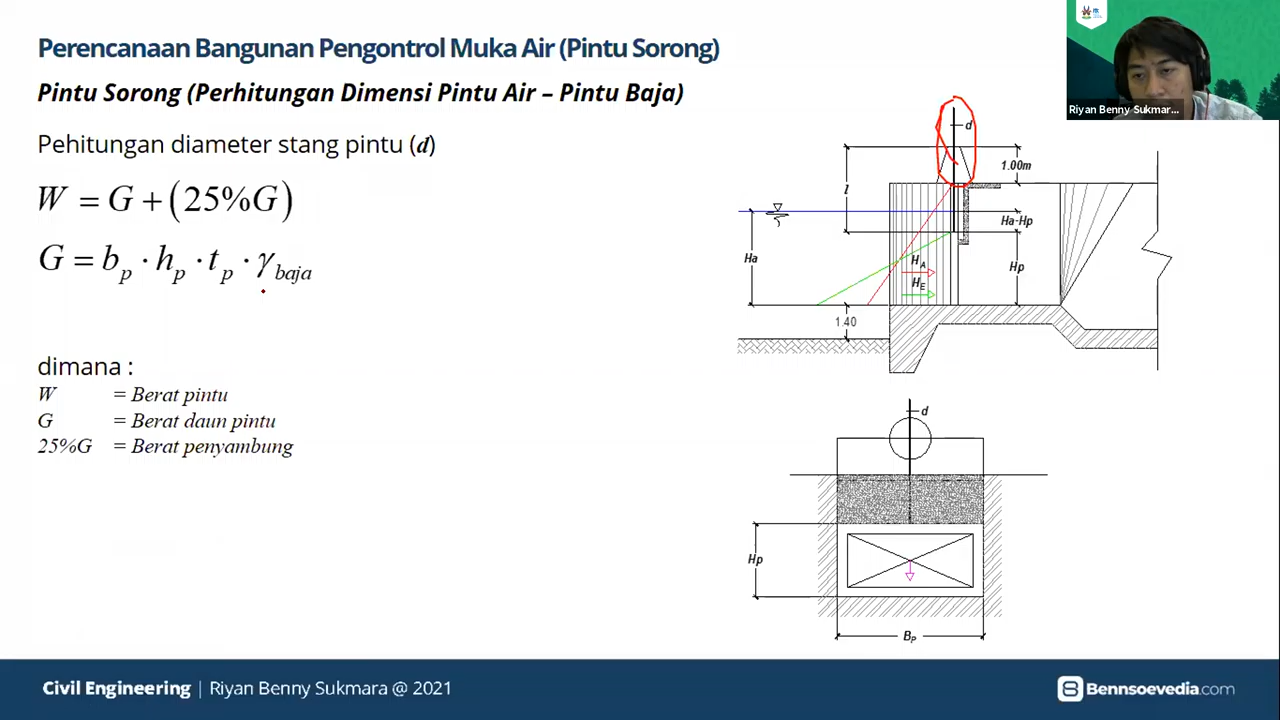 Perencanaan Bangunan Pengontrol Muka Air (Pintu Sorong)
Pintu Sorong (Perhitungan Dimensi Pintu Air – Pintu Baja)
Pehitungan diameter stang pintu (d)
W = G + (25%G)
G = b_p · h_p · t_p · γ_baja
dimana :
W = Berat pintu
G = Berat daun pintu
25%G = Berat penyambung
Riyan Benny Sukmar...
d
1.00m
l
Ha-Hp
Ha
H_A
Hp
H_E
1.40
d
Hp
B_P
Civil Engineering | Riyan Benny Sukmara @ 2021
Bennsoevedia.com